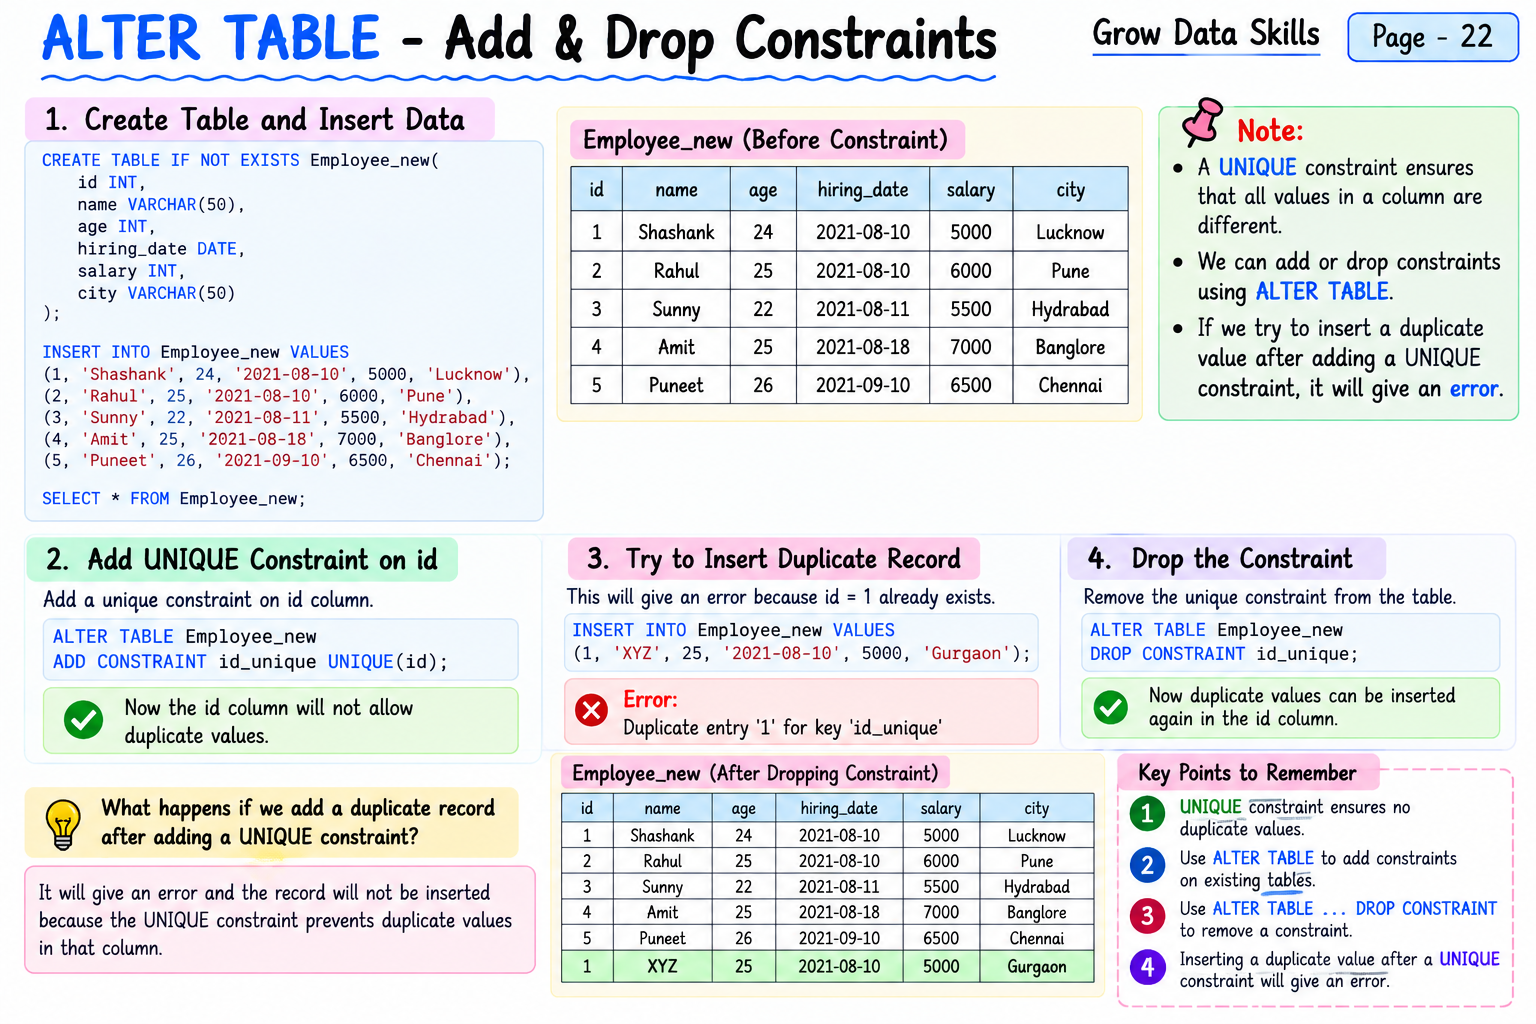 ALTER TABLE - Add & Drop Constraints
Grow Data Skills
Page - 22
1. Create Table and Insert Data
CREATE TABLE IF NOT EXISTS Employee_new(
id INT,
name VARCHAR(50),
age INT,
hiring_date DATE,
salary INT,
city VARCHAR(50)
);
INSERT INTO Employee_new VALUES
(1, 'Shashank', 24, '2021-08-10', 5000, 'Lucknow'),
(2, 'Rahul', 25, '2021-08-10', 6000, 'Pune'),
(3, 'Sunny', 22, '2021-08-11', 5500, 'Hydrabad'),
(4, 'Amit', 25, '2021-08-18', 7000, 'Banglore'),
(5, 'Puneet', 26, '2021-09-10', 6500, 'Chennai');
SELECT * FROM Employee_new;
Employee_new (Before Constraint)
id name age hiring_date salary city
1 Shashank 24 2021-08-10 5000 Lucknow
2 Rahul 25 2021-08-10 6000 Pune
3 Sunny 22 2021-08-11 5500 Hydrabad
4 Amit 25 2021-08-18 7000 Banglore
5 Puneet 26 2021-09-10 6500 Chennai
Note:
• A UNIQUE constraint ensures
that all values in a column are
different.
• We can add or drop constraints
using ALTER TABLE.
• If we try to insert a duplicate
value after adding a UNIQUE
constraint, it will give an error.
2. Add UNIQUE Constraint on id
Add a unique constraint on id column.
ALTER TABLE Employee_new
ADD CONSTRAINT id_unique UNIQUE(id);
Now the id column will not allow
duplicate values.
3. Try to Insert Duplicate Record
This will give an error because id = 1 already exists.
INSERT INTO Employee_new VALUES
(1, 'XYZ', 25, '2021-08-10', 5000, 'Gurgaon');
Error:
Duplicate entry '1' for key 'id_unique'
4. Drop the Constraint
Remove the unique constraint from the table.
ALTER TABLE Employee_new
DROP CONSTRAINT id_unique;
Now duplicate values can be inserted
again in the id column.
What happens if we add a duplicate record
after adding a UNIQUE constraint?
It will give an error and the record will not be inserted
because the UNIQUE constraint prevents duplicate values
in that column.
Employee_new (After Dropping Constraint)
id name age hiring_date salary city
1 Shashank 24 2021-08-10 5000 Lucknow
2 Rahul 25 2021-08-10 6000 Pune
3 Sunny 22 2021-08-11 5500 Hydrabad
4 Amit 25 2021-08-18 7000 Banglore
5 Puneet 26 2021-09-10 6500 Chennai
1 XYZ 25 2021-08-10 5000 Gurgaon
Key Points to Remember
1 UNIQUE constraint ensures no
duplicate values.
2 Use ALTER TABLE to add constraints
on existing tables.
3 Use ALTER TABLE ... DROP CONSTRAINT
to remove a constraint.
4 Inserting a duplicate value after a UNIQUE
constraint will give an error.